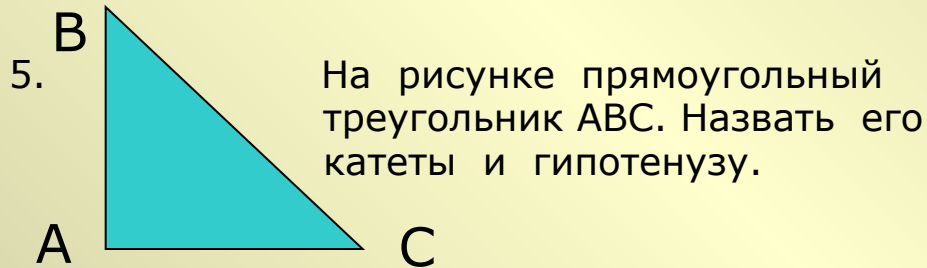 В
5.
На рисунке прямоугольный
треугольник АВС. Назвать его
катеты и гипотенузу.
А
С